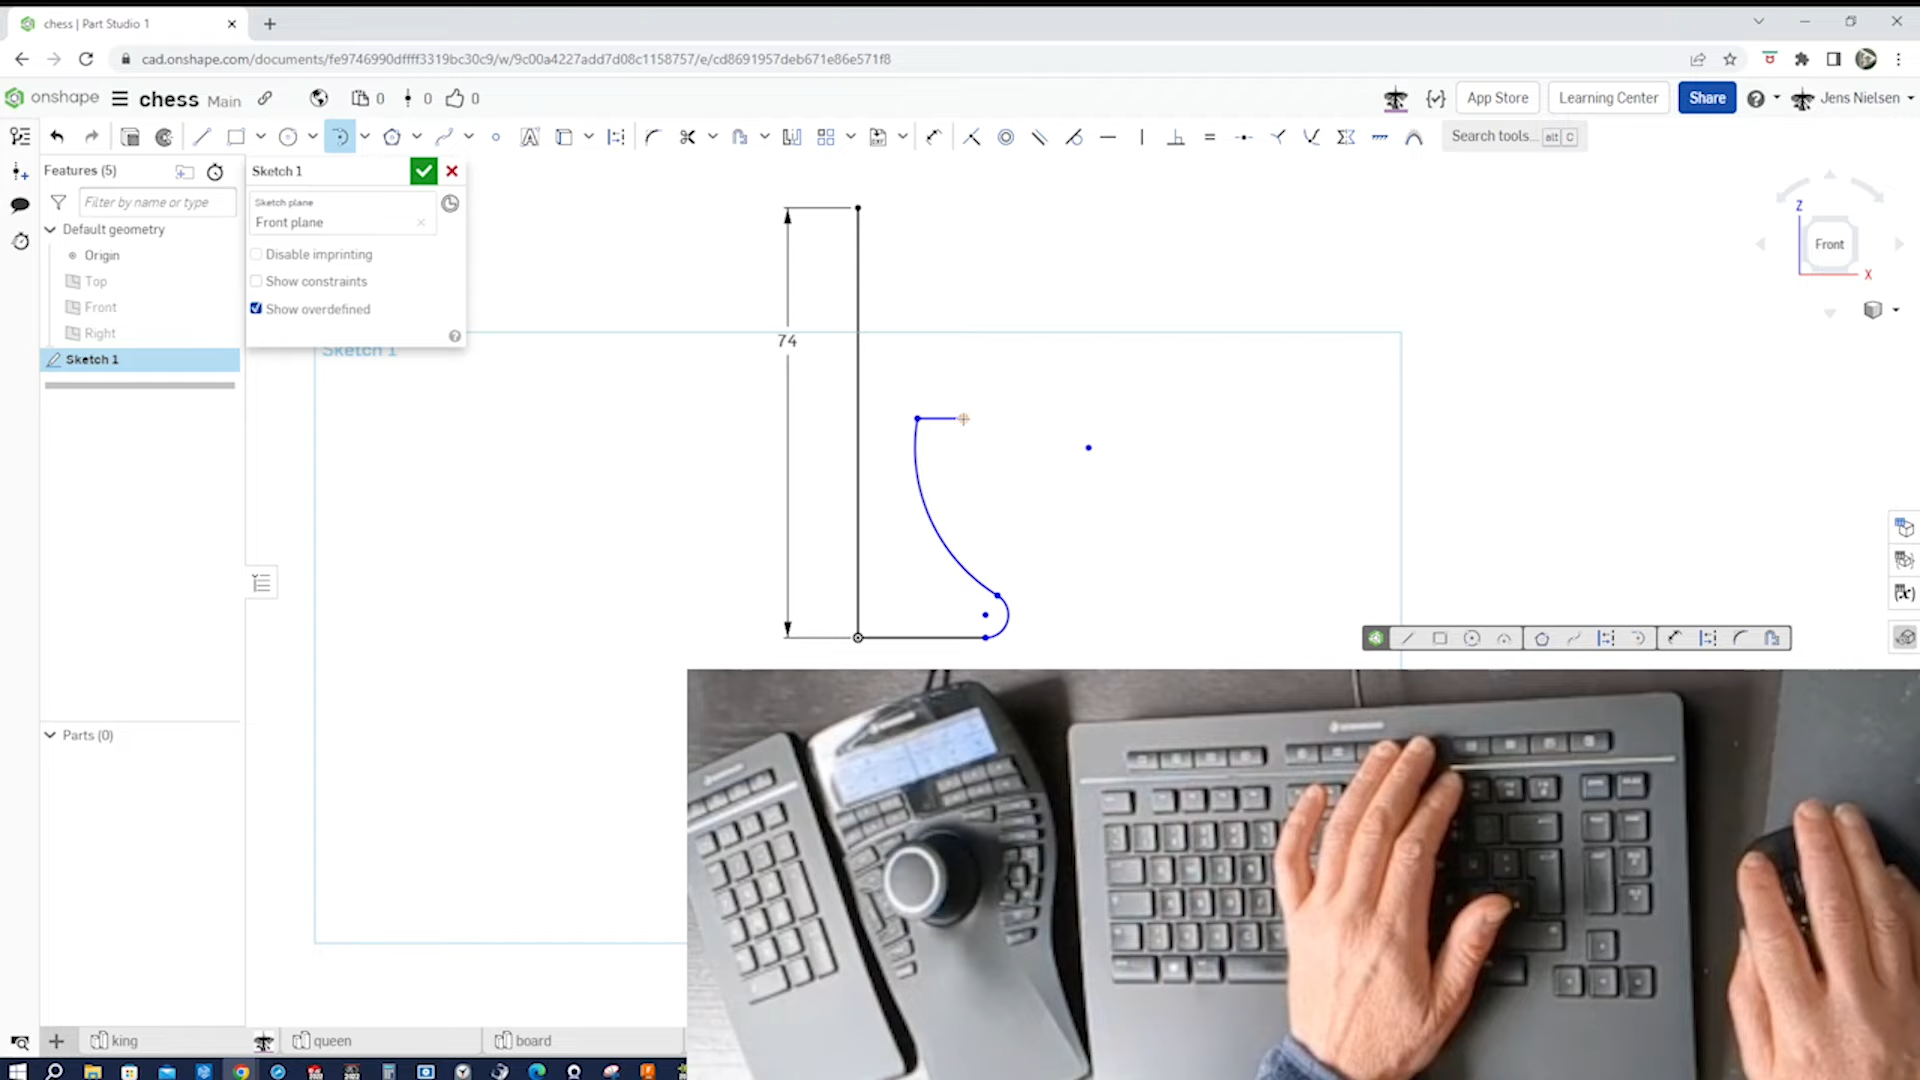 chess | Part Studio 1
cad.onshape.com/documents/fe9746990dffff3319bc30c9/w/9c00a4227add7d08c1158757/e/cd8691957deb671e86e571f8
onshape
chess Main
0
0
0
App Store
Learning Center
Share
Jens Nielsen
Search tools... alt C
Features (5)
Filter by name or type
Default geometry
Origin
Top
Front
Right
Sketch 1
Sketch 1
Sketch plane
Front plane
Disable imprinting
Show constraints
Show overdefined
Sketch 1
74
Z
Front
X
(x)
Parts (0)
king
queen
board